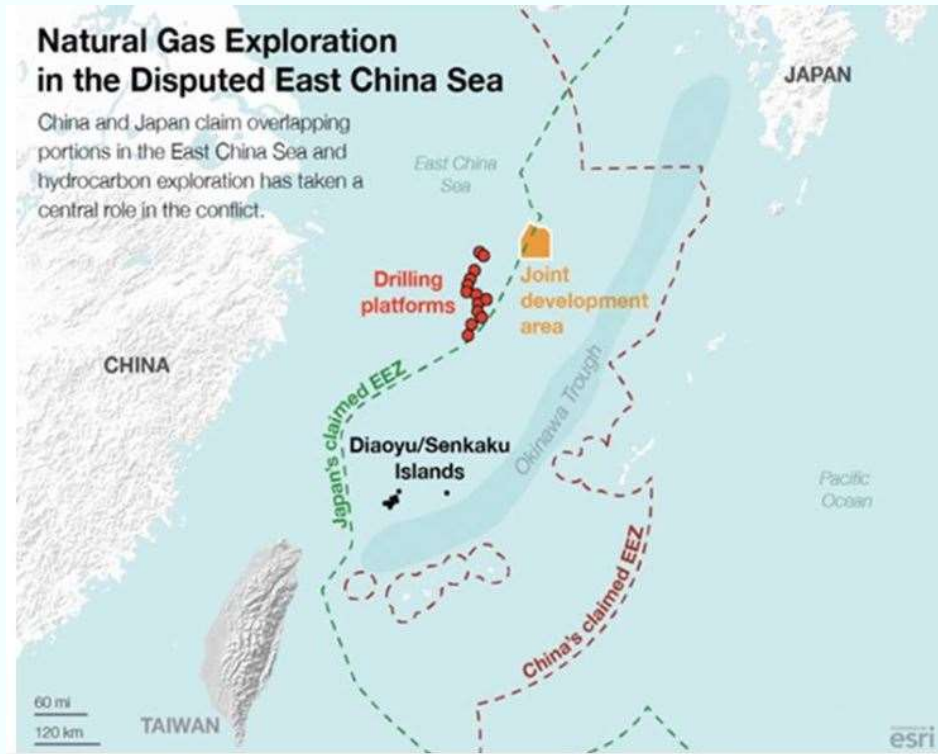 Natural Gas Exploration
in the Disputed East China Sea
China and Japan claim overlapping
portions in the East China Sea and
hydrocarbon exploration has taken a
central role in the conflict.
JAPAN
East China
Sea
Drilling
platforms
Joint
development
area
CHINA
Japan's claimed EEZ
Okinawa Trough
Diaoyu/Senkaku
Islands
Pacific
Ocean
China's claimed EEZ
60 mi
120 km
TAIWAN
esri